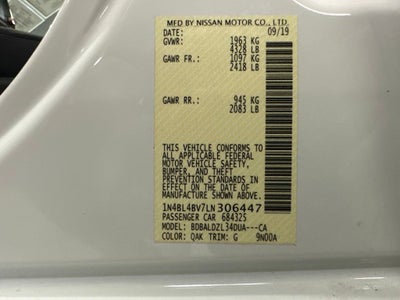 MFD BY NISSAN MOTOR CO., LTD.
DATE: 09/19
GVWR: 1963 KG
4328 LB
GAWR FR: 1097 KG
2418 LB
GAWR RR: 945 KG
2083 LB
THIS VEHICLE CONFORMS TO
ALL APPLICABLE FEDERAL
MOTOR VEHICLE SAFETY,
BUMPER, AND THEFT
PREVENTION STANDARDS IN
EFFECT ON THE DATE OF
MANUFACTURE SHOWN ABOVE.
1N4BL4BV7LN306447
PASSENGER CAR 684325
MODEL: BDBALDZL34DUA---CA
COLOR: QAK TRIM: G 9N00A